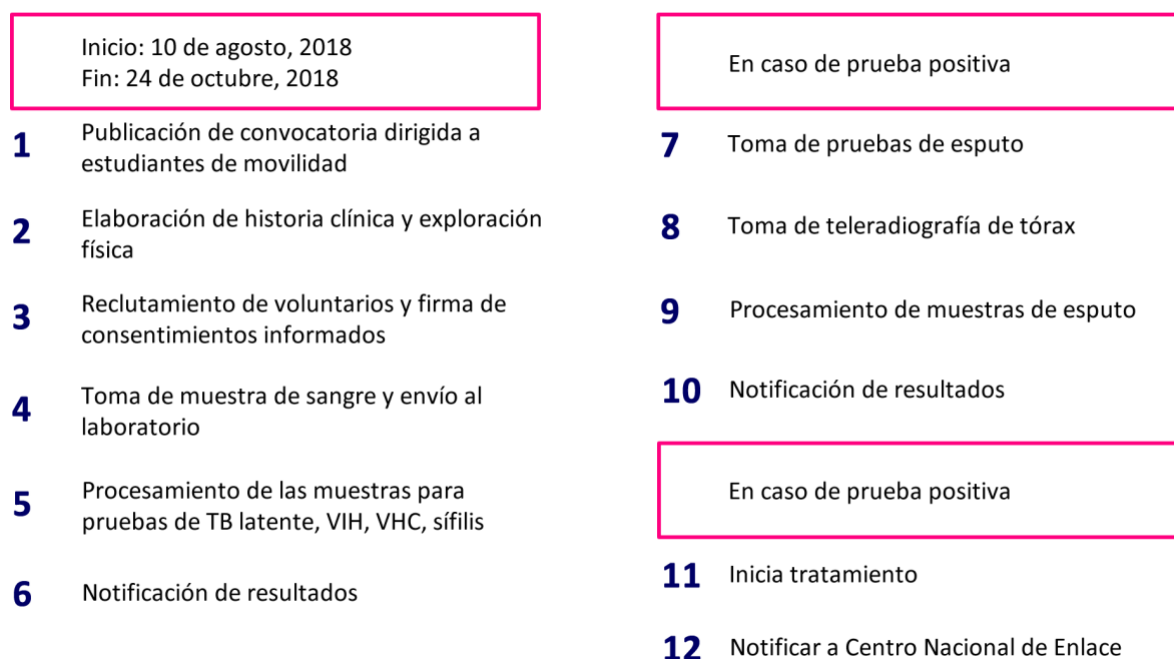 Inicio: 10 de agosto, 2018
Fin: 24 de octubre, 2018
1 Publicación de convocatoria dirigida a
estudiantes de movilidad
2 Elaboración de historia clínica y exploración
física
3 Reclutamiento de voluntarios y firma de
consentimientos informados
4 Toma de muestra de sangre y envío al
laboratorio
5 Procesamiento de las muestras para
pruebas de TB latente, VIH, VHC, sífilis
6 Notificación de resultados
En caso de prueba positiva
7 Toma de pruebas de esputo
8 Toma de teleradiografía de tórax
9 Procesamiento de muestras de esputo
10 Notificación de resultados
En caso de prueba positiva
11 Inicia tratamiento
12 Notificar a Centro Nacional de Enlace